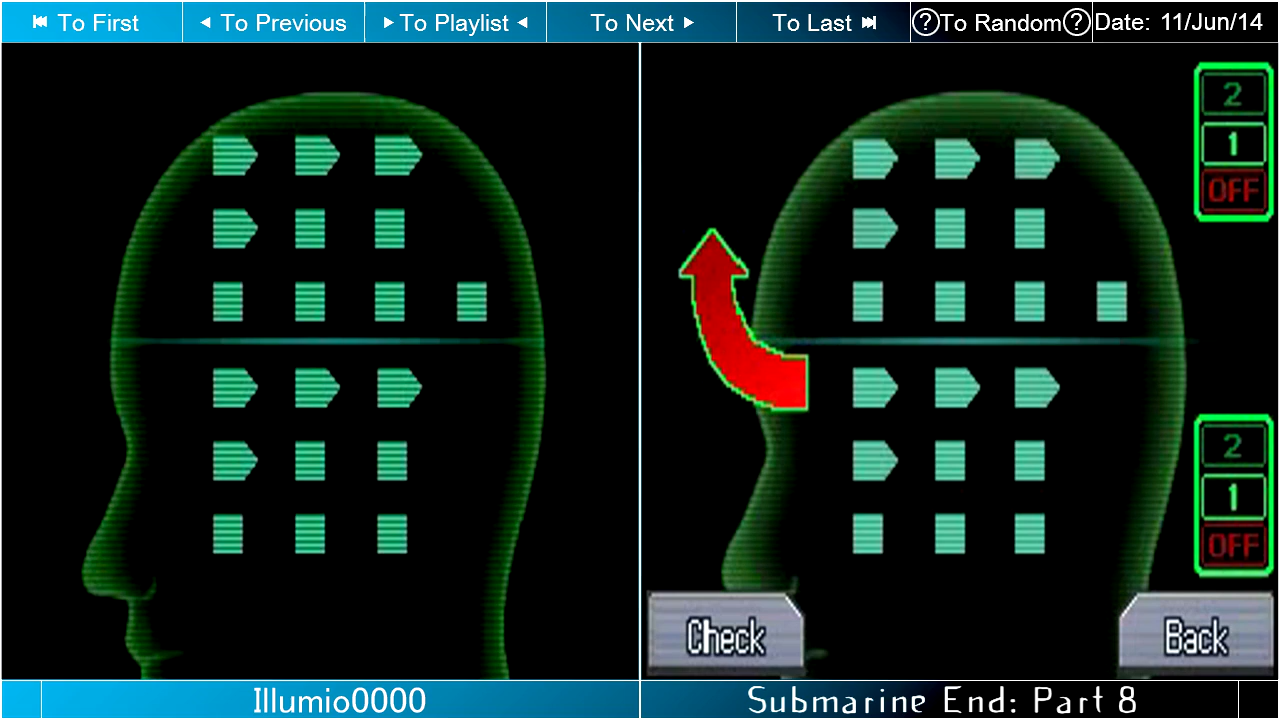 To First To Previous To Playlist To Next To Last ?To Random? Date: 11/Jun/14
2
1
OFF
2
1
OFF
Check Back
Illumio0000 Submarine End: Part 8